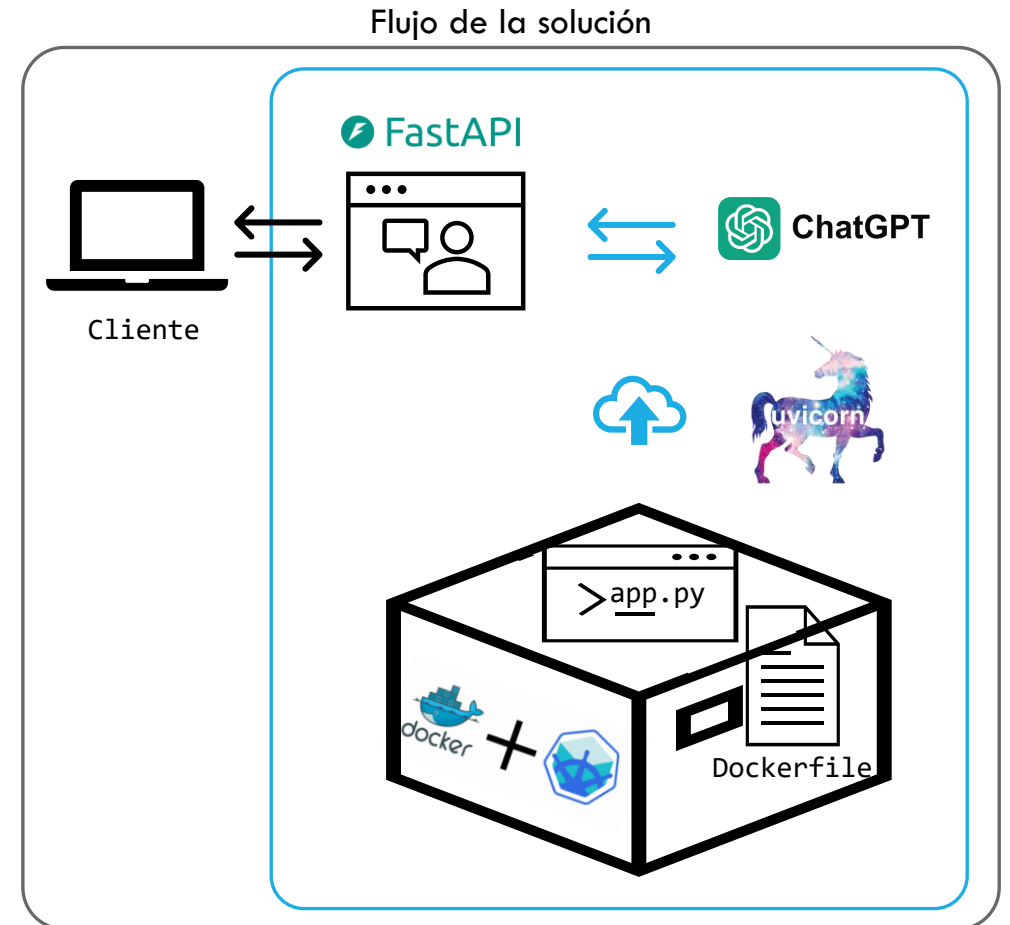 Flujo de la solución
FastAPI
ChatGPT
Cliente
uvicorn
app.py
docker
Dockerfile